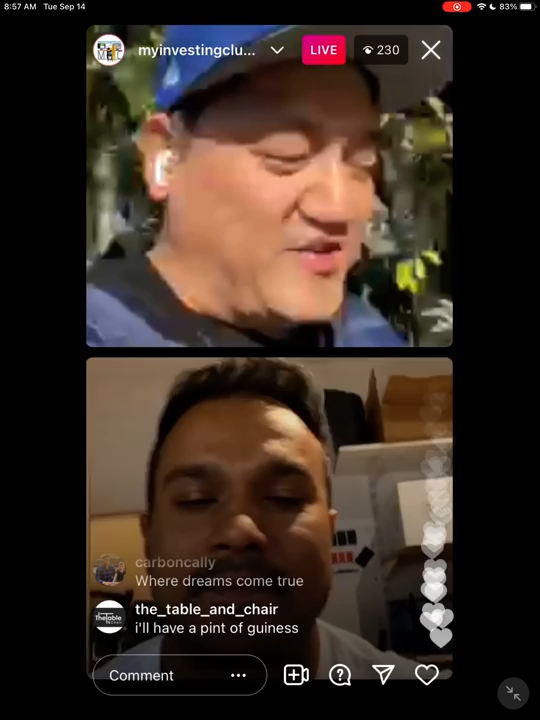 8:57 AM Tue Sep 14
83%
myinvestingclu...
LIVE
230
carboncally
Where dreams come true
the_table_and_chair
i'll have a pint of guiness
Comment